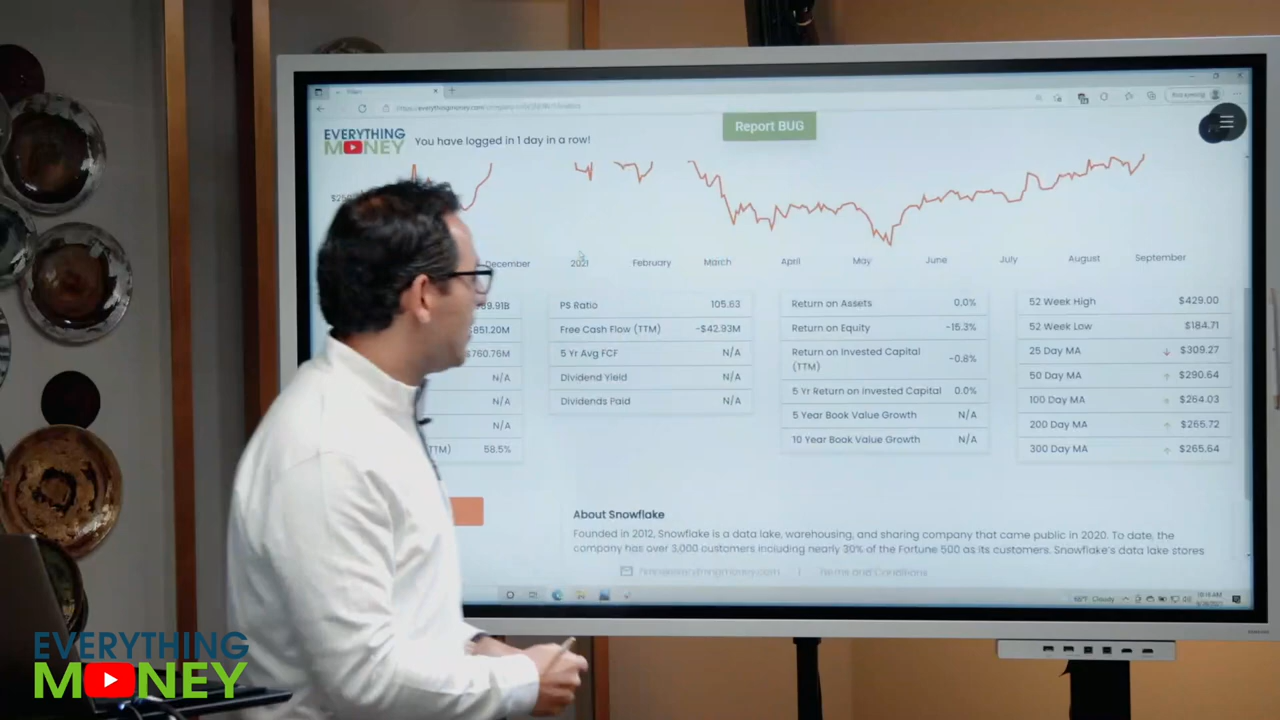 EVERYTHING
MONEY
You have logged in 1 day in a row!
Report BUG
December
2021
February
March
April
May
June
July
August
September
$851.20M
$760.76M
N/A
N/A
N/A
58.5%
PS Ratio 105.63
Free Cash Flow (TTM) -$42.93M
5 Yr Avg FCF N/A
Dividend Yield N/A
Dividends Paid N/A
Return on Assets 0.0%
Return on Equity -15.3%
Return on Invested Capital
(TTM) -0.8%
5 Yr Return on Invested Capital 0.0%
5 Year Book Value Growth N/A
10 Year Book Value Growth N/A
52 Week High $429.00
52 Week Low $184.71
25 Day MA $309.27
50 Day MA $290.64
100 Day MA $264.03
200 Day MA $265.72
300 Day MA $265.64
About Snowflake
Founded in 2012, Snowflake is a data lake, warehousing, and sharing company that came public in 2020. To date, the
company has over 3,000 customers including nearly 30% of the Fortune 500 as its customers. Snowflake's data lake stores
Terms and Conditions
Cloudy
EVERYTHING
MONEY